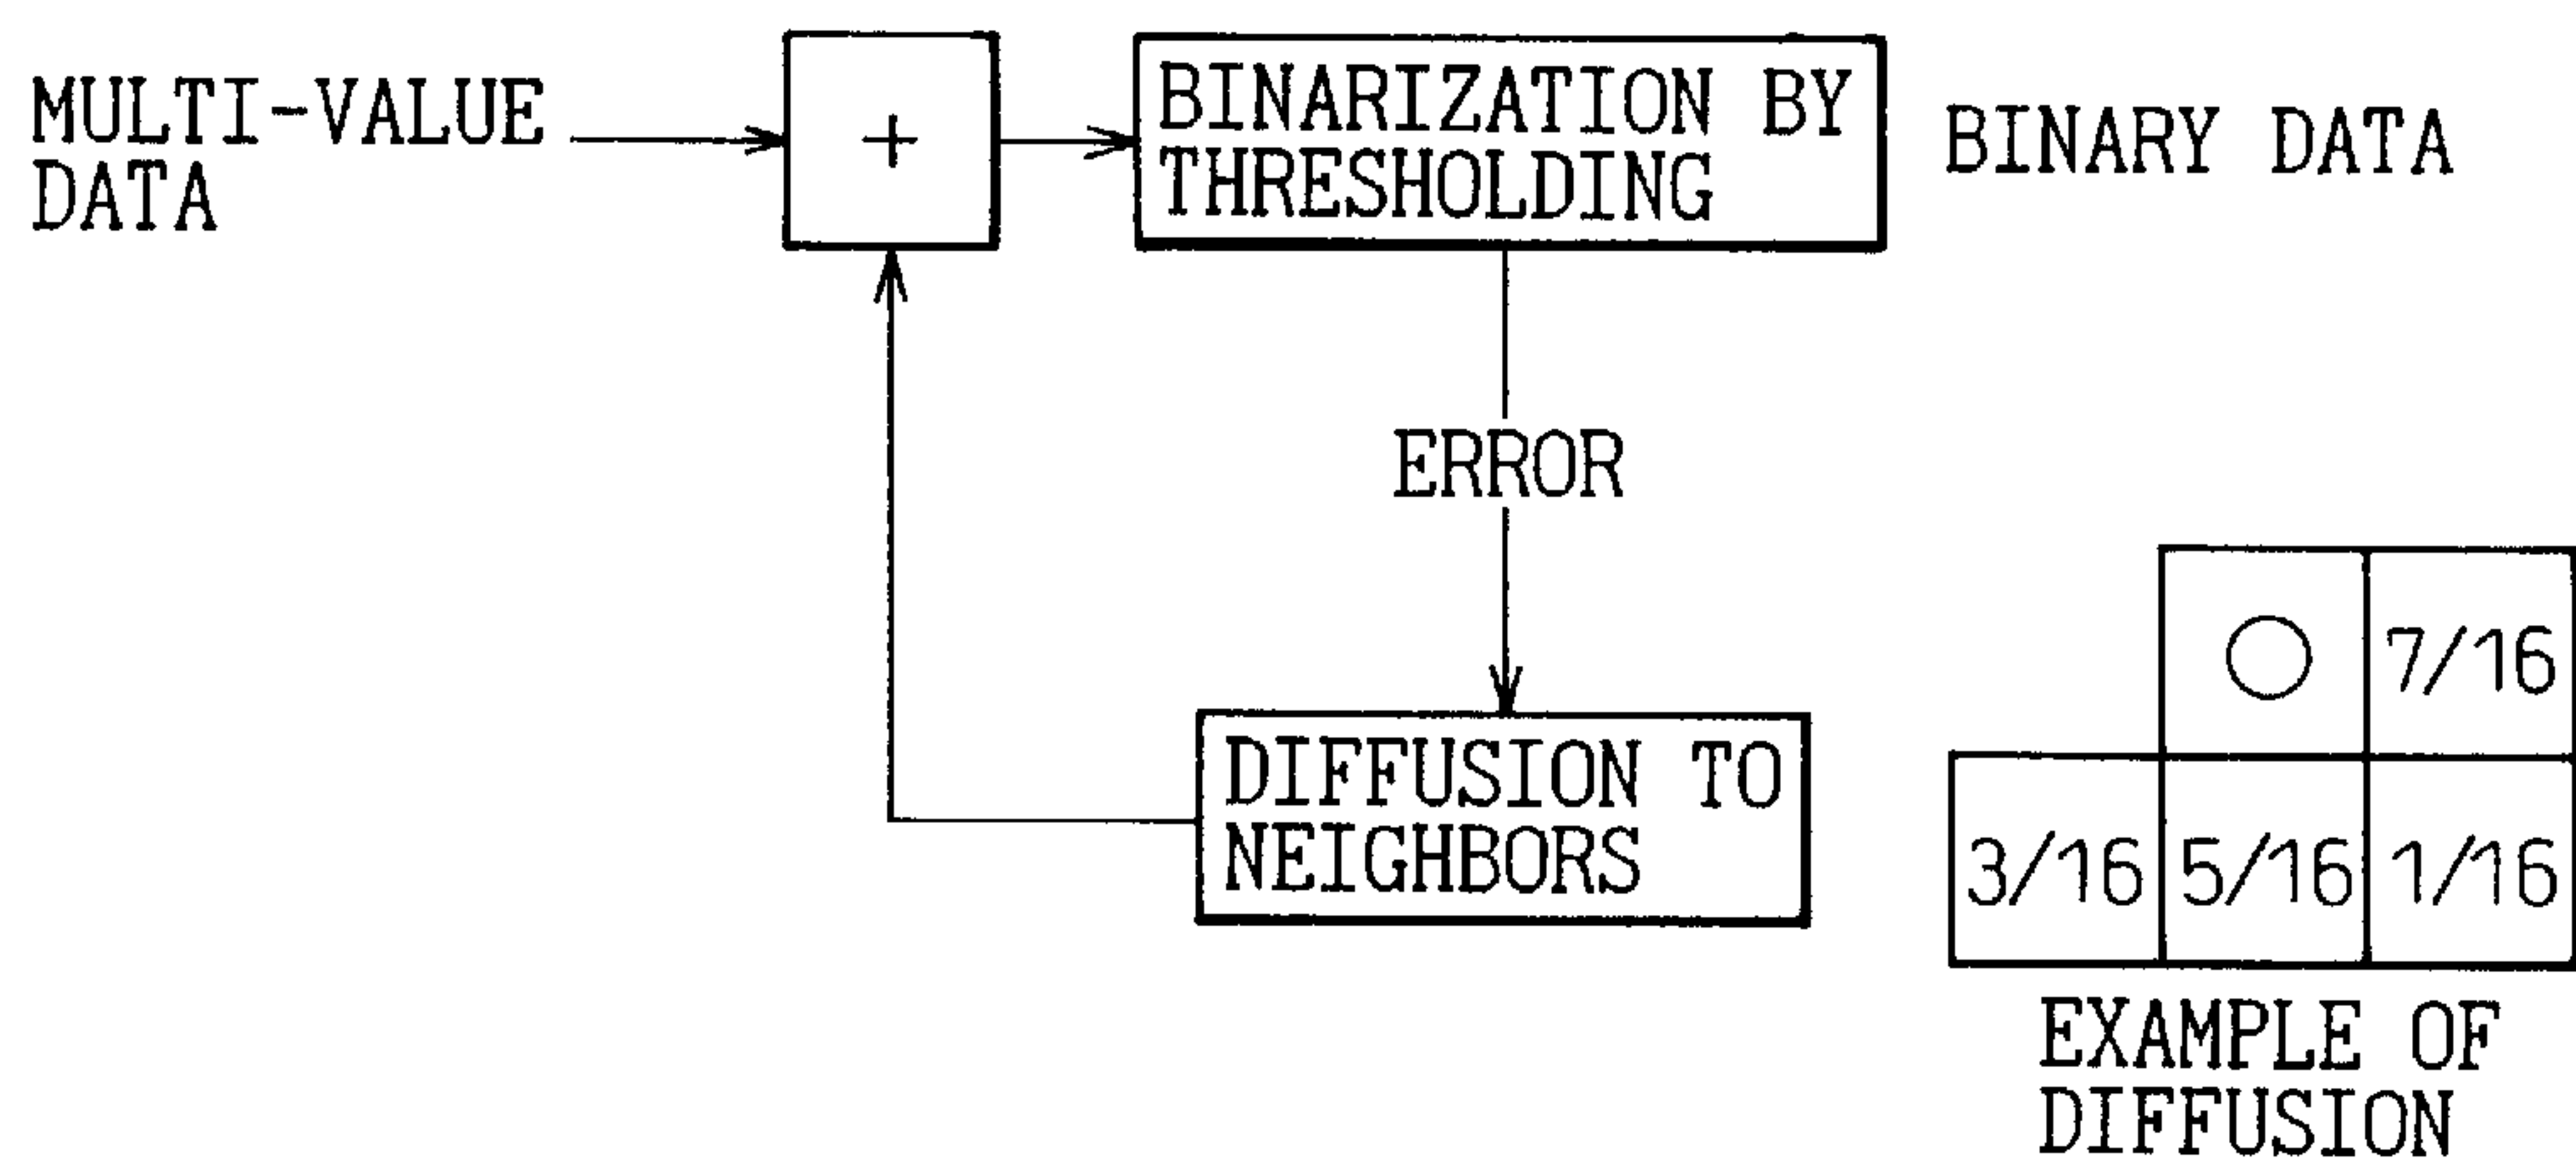 MULTI-VALUE
DATA
+
BINARIZATION BY
THRESHOLDING
BINARY DATA
ERROR
DIFFUSION TO
NEIGHBORS
7/16
3/16 5/16 1/16
EXAMPLE OF
DIFFUSION